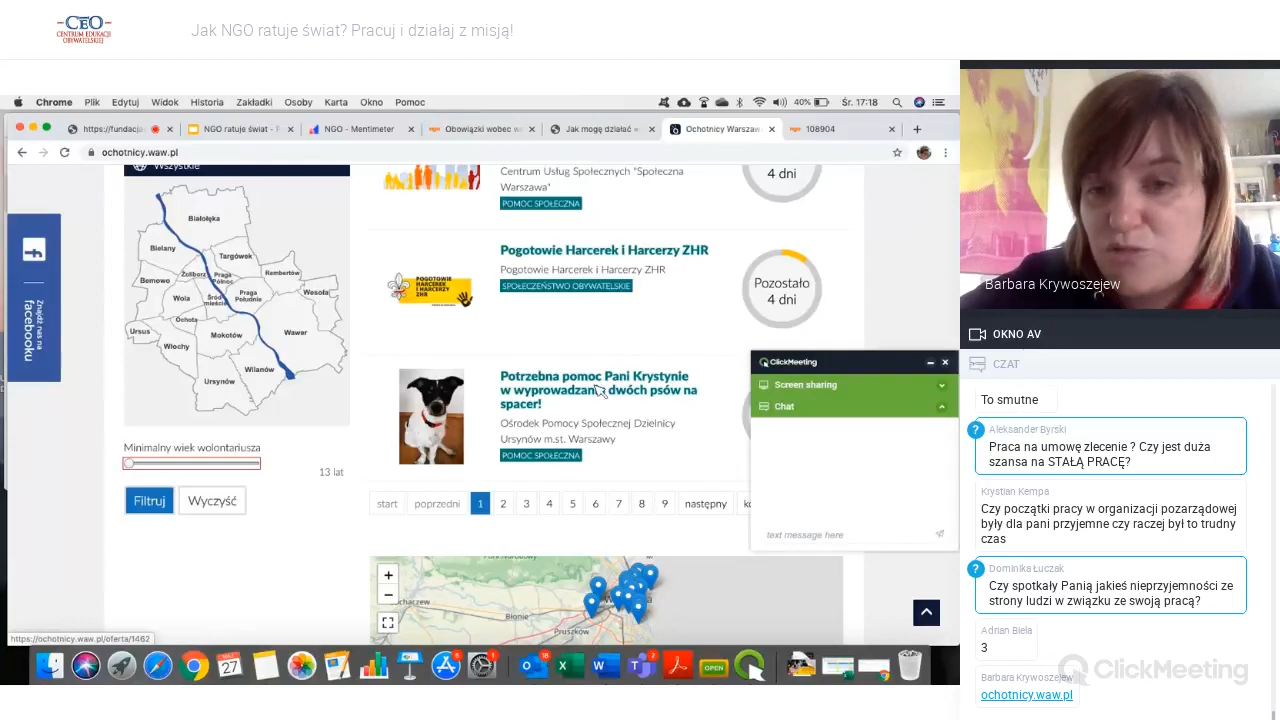 CEO
CENTRUM EDUKACJI
OBYWATELSKIEJ
Jak NGO ratuje świat? Pracuj i działaj z misją!
Chrome Plik Edytuj Widok Historia Zakładki Osoby Karta Okno Pomoc
40% Śr. 17:18
https://fundacja
NGO ratuje świat - P
NGO - Mentimeter
Obowiązki wobec w
Jak mogę działać
Ochotnicy Warszaw
108904
ochotnicy.waw.pl
Wszystkie
Białołęka
Bielany
Targówek
Bemowo
Żoliborz
Praga
Północ
Rembertów
Wesoła
Wola
Śród
mieście
Praga
Południe
Ochota
Ursus
Mokotów
Wawer
Włochy
Wilanów
Ursynów
Znajdź nas na
facebooku
Minimalny wiek wolontariusza
13 lat
Filtruj
Wyczyść
Centrum Usług Społecznych "Społeczna
Warszawa"
POMOC SPOŁECZNA
4 dni
Pogotowie Harcerek i Harcerzy ZHR
Pogotowie Harcerek i Harcerzy ZHR
SPOŁECZEŃSTWO OBYWATELSKIE
POGOTOWIE
HARCEREK
I HARCERZY
ZHR
Pozostało
4 dni
Potrzebna pomoc Pani Krystynie
w wyprowadzaniu dwóch psów na
spacer!
Ośrodek Pomocy Społecznej Dzielnicy
Ursynów m.st. Warszawy
POMOC SPOŁECZNA
start poprzedni 1 2 3 4 5 6 7 8 9 następny
ClickMeeting
Screen sharing
Chat
text message here
+
−
Błonie
Pruszków
https://ochotnicy.waw.pl/oferta/1462
MAJ
27
OPEN
Barbara Krywoszejew
OKNO AV
CZAT
To smutne
Aleksander Byrski
Praca na umowę zlecenie ? Czy jest duża
szansa na STAŁĄ PRACĘ?
Krystian Kempa
Czy początki pracy w organizacji pozarządowej
były dla pani przyjemne czy raczej był to trudny
czas
Dominika Łuczak
Czy spotkały Panią jakieś nieprzyjemności ze
strony ludzi w związku ze swoją pracą?
Adrian Biela
3
Barbara Krywoszejew
ochotnicy.waw.pl
ClickMeeting